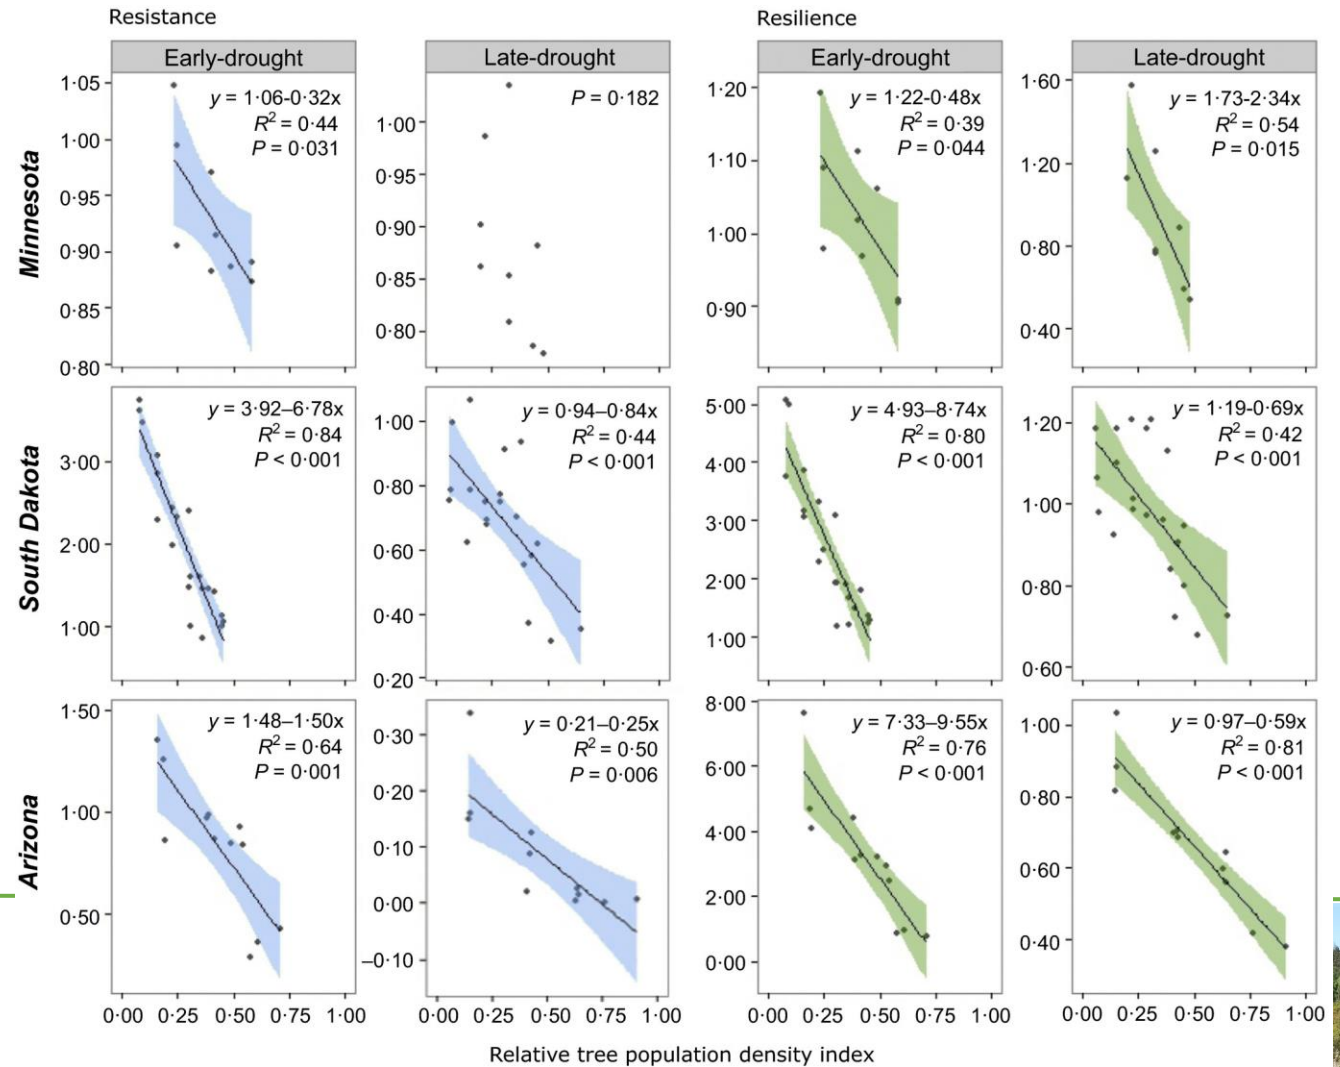 Resistance
Resilience
Early-drought
Late-drought
Early-drought
Late-drought
Minnesota
1·05
1·00
0·95
0·90
0·85
0·80
y = 1·06-0·32x
R² = 0·44
P = 0·031
1·00
0·95
0·90
0·85
0·80
P = 0·182
1·20
1·10
1·00
0·90
y = 1·22-0·48x
R² = 0·39
P = 0·044
1·60
1·20
0·80
0·40
y = 1·73-2·34x
R² = 0·54
P = 0·015
South Dakota
3·00
2·00
1·00
y = 3·92–6·78x
R² = 0·84
P < 0·001
1·00
0·80
0·60
0·40
0·20
y = 0·94–0·84x
R² = 0·44
P < 0·001
5·00
4·00
3·00
2·00
1·00
y = 4·93–8·74x
R² = 0·80
P < 0·001
1·20
1·00
0·80
0·60
y = 1·19-0·69x
R² = 0·42
P < 0·001
Arizona
1·50
1·00
0·50
y = 1·48–1·50x
R² = 0·64
P = 0·001
0·30
0·20
0·10
0·00
–0·10
y = 0·21–0·25x
R² = 0·50
P = 0·006
8·00
6·00
4·00
2·00
0·00
y = 7·33–9·55x
R² = 0·76
P < 0·001
1·00
0·80
0·60
0·40
y = 0·97–0·59x
R² = 0·81
P < 0·001
0·00 0·25 0·50 0·75 1·00
0·00 0·25 0·50 0·75 1·00
0·00 0·25 0·50 0·75 1·00
0·00 0·25 0·50 0·75 1·00
Relative tree population density index